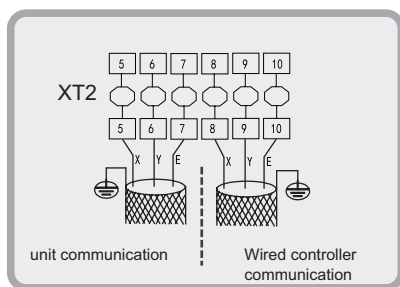 5 6 7 8 9 10
XT2
5 6 7 8 9 10
X Y E X Y E
unit communication
Wired controller
communication